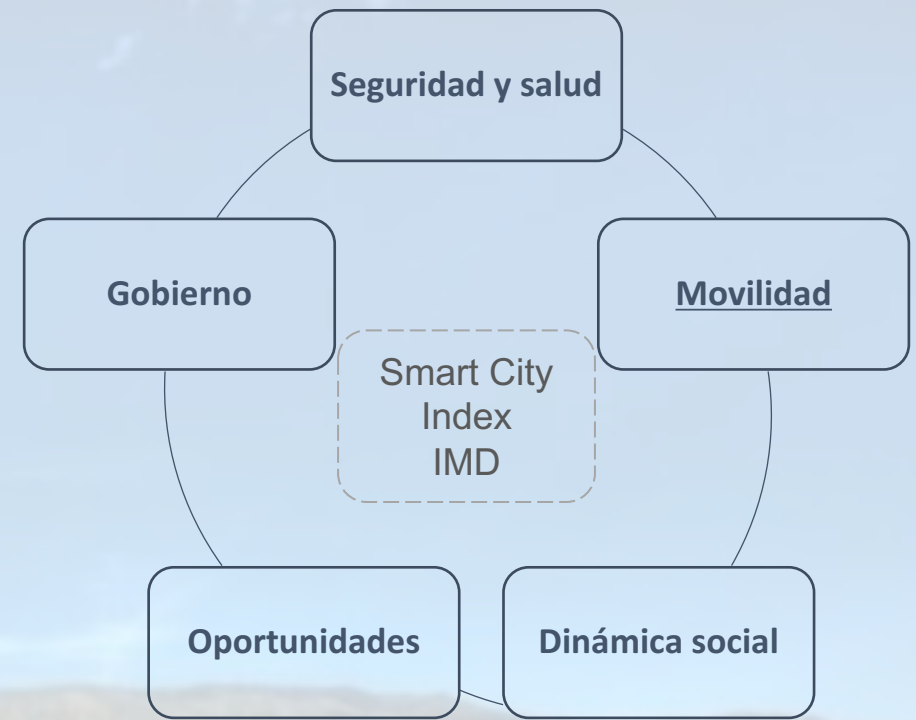 Seguridad y salud
Gobierno
Movilidad
Smart City
Index
IMD
Oportunidades
Dinámica social